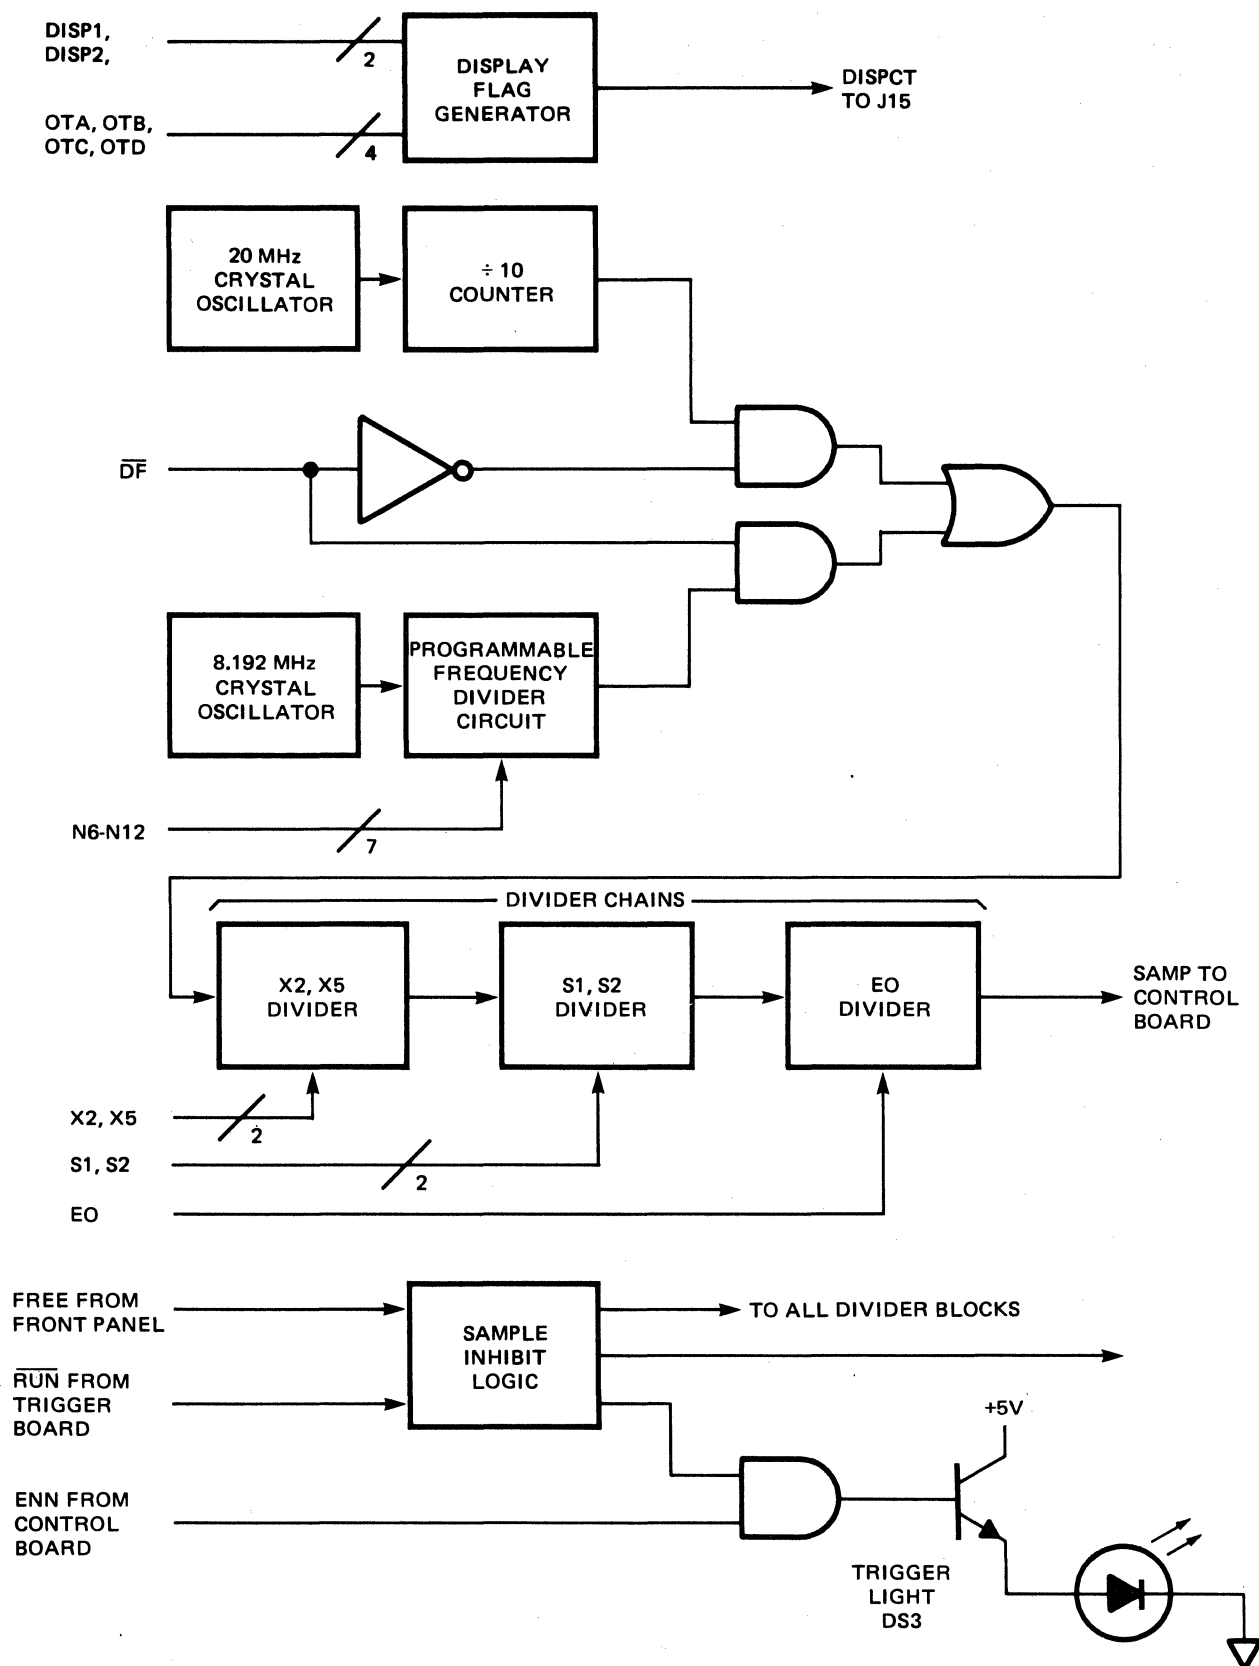 DISP1,
DISP2,
2
DISPLAY
FLAG
GENERATOR
DISPCT
TO J15
OTA, OTB,
OTC, OTD
4
20 MHz
CRYSTAL
OSCILLATOR
÷ 10
COUNTER
DF
8.192 MHz
CRYSTAL
OSCILLATOR
PROGRAMMABLE
FREQUENCY
DIVIDER
CIRCUIT
N6-N12
7
DIVIDER CHAINS
X2, X5
DIVIDER
S1, S2
DIVIDER
EO
DIVIDER
SAMP TO
CONTROL
BOARD
X2, X5
2
S1, S2
2
EO
FREE FROM
FRONT PANEL
SAMPLE
INHIBIT
LOGIC
TO ALL DIVIDER BLOCKS
RUN FROM
TRIGGER
BOARD
+5V
ENN FROM
CONTROL
BOARD
TRIGGER
LIGHT
DS3